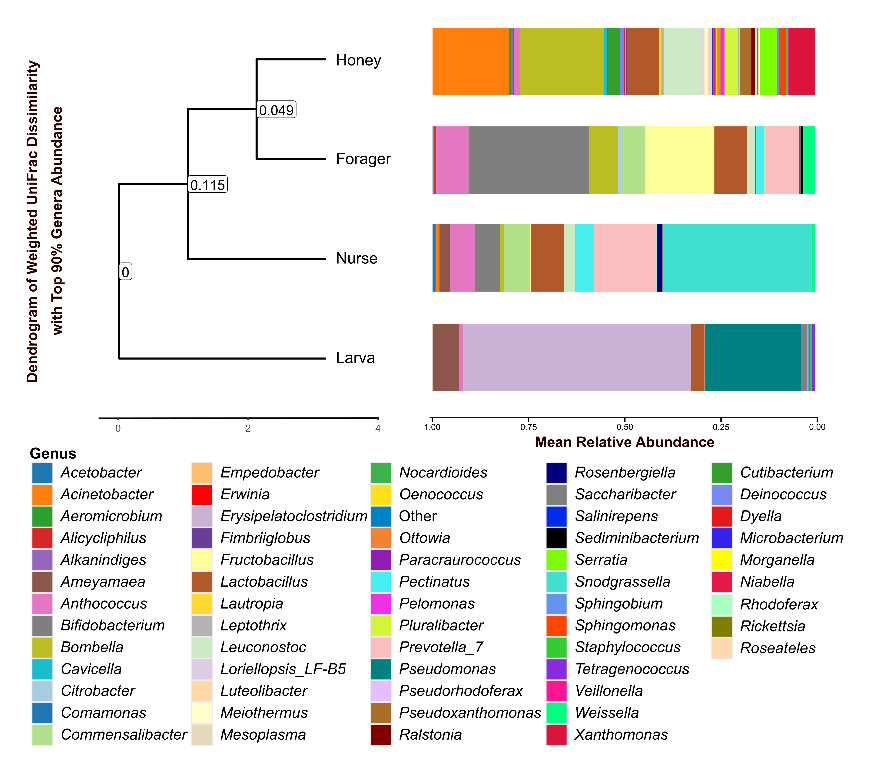 Dendrogram of Weighted UniFrac Dissimilarity
with Top 90% Genera Abundance
Honey
0.049
Forager
0.115
Nurse
0
Larva
0
2
4
1.00
0.75
0.50
0.25
0.00
Mean Relative Abundance
Genus
Acetobacter
Acinetobacter
Aeromicrobium
Alicycliphilus
Alkanindiges
Ameyamaea
Anthococcus
Bifidobacterium
Bombella
Cavicella
Citrobacter
Comamonas
Commensalibacter
Empedobacter
Erwinia
Erysipelatoclostridium
Fimbriiglobus
Fructobacillus
Lactobacillus
Lautropia
Leptothrix
Leuconostoc
Loriellopsis_LF-B5
Luteolibacter
Meiothermus
Mesoplasma
Nocardioides
Oenococcus
Other
Ottowia
Paracraurococcus
Pectinatus
Pelomonas
Pluralibacter
Prevotella_7
Pseudomonas
Pseudorhodoferax
Pseudoxanthomonas
Ralstonia
Rosenbergiella
Saccharibacter
Salinirepens
Sediminibacterium
Serratia
Snodgrassella
Sphingobium
Sphingomonas
Staphylococcus
Tetragenococcus
Veillonella
Weissella
Xanthomonas
Cutibacterium
Deinococcus
Dyella
Microbacterium
Morganella
Niabella
Rhodoferax
Rickettsia
Roseateles